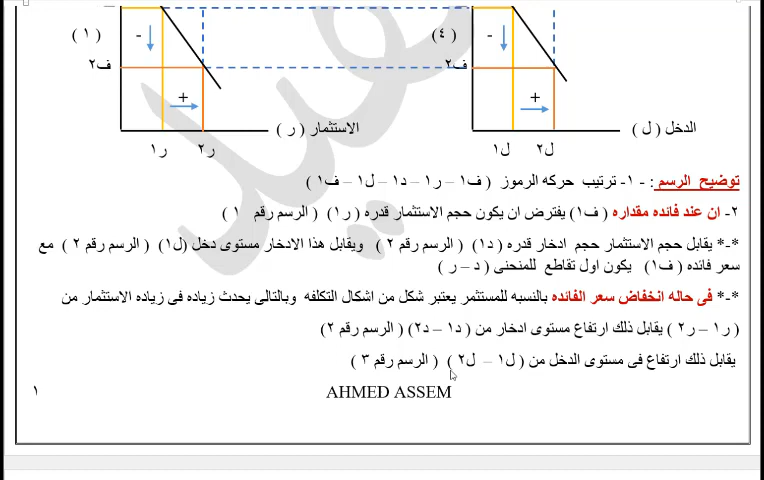 ( ١ )
-
ف٢
+
الاستثمار ( ر )
ر١
ر٢
(٤ )
-
ف٢
+
الدخل ( ل )
ل١
ل٢
توضيح الرسم : - ١- ترتيب حركه الرموز ( ف١ – ر١ – د١ – ل١ – ف١ )
٢- ان عند فائده مقداره ( ف١) يفترض ان يكون حجم الاستثمار قدره ( ر١) ( الرسم رقم ١ )
*-* يقابل حجم الاستثمار حجم ادخار قدره ( د١) ( الرسم رقم ٢ ) ويقابل هذا الادخار مستوى دخل (ل١) ( الرسم رقم ٢ ) مع
سعر فائده ( ف١) يكون اول تقاطع للمنحنى ( د – ر )
*-* فى حاله انخفاض سعر الفائده بالنسبه للمستثمر يعتبر شكل من اشكال التكلفه وبالتالى يحدث زياده فى زياده الاستثمار من
( ر١ – ر٢ ) يقابل ذلك ارتفاع مستوى ادخار من ( د١ – د٢) ( الرسم رقم ٢)
يقابل ذلك ارتفاع فى مستوى الدخل من ( ل١ – ل٢ ) ( الرسم رقم ٣ )
AHMED ASSEM
١